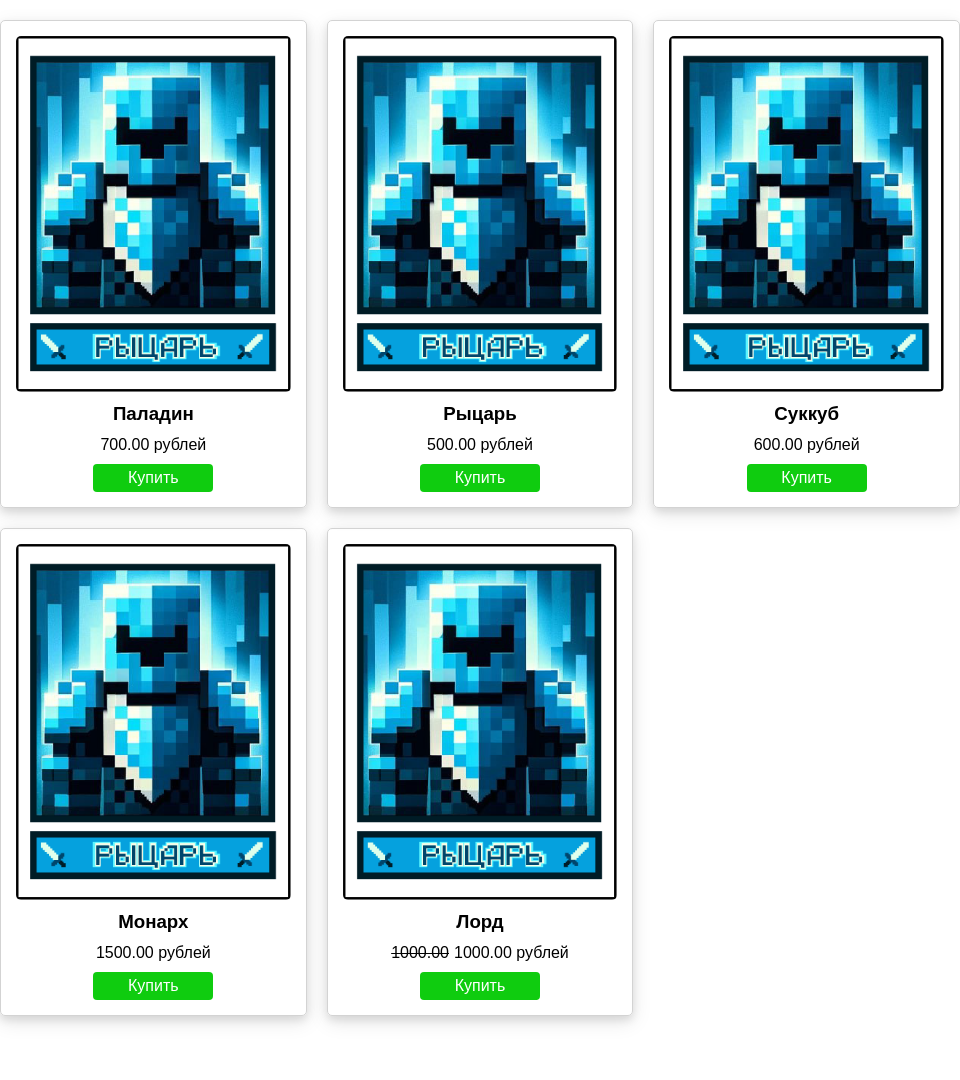 РЫЦАРЬ
РЫЦАРЬ
РЫЦАРЬ
Паладин
700.00 рублей
Купить
Рыцарь
500.00 рублей
Купить
Суккуб
600.00 рублей
Купить
РЫЦАРЬ
РЫЦАРЬ
Монарх
1500.00 рублей
Купить
Лорд
1000.00 1000.00 рублей
Купить